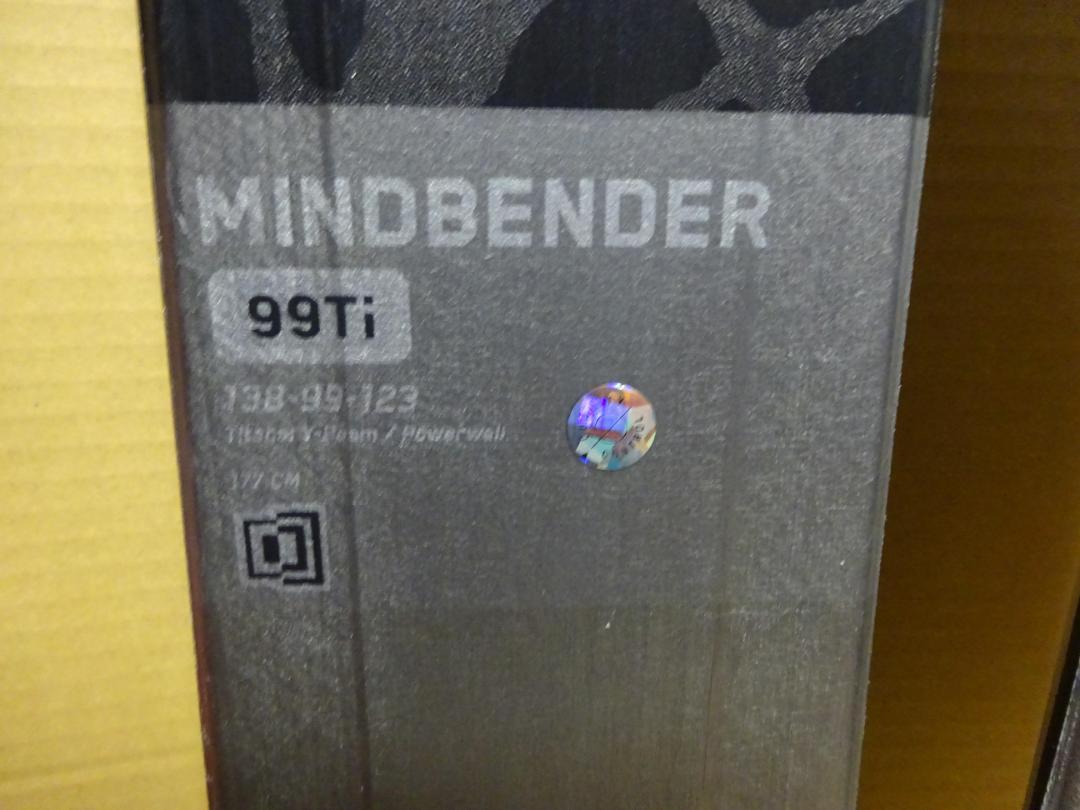 MINDBENDER
99Ti
138-99-123
Titanal Y-Beam / Powerwall
177 CM